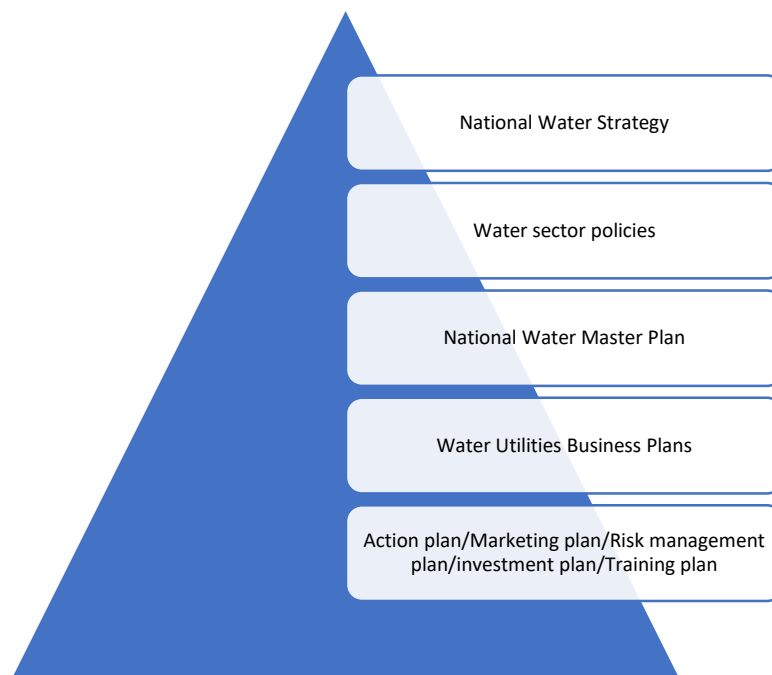 National Water Strategy
Water sector policies
National Water Master Plan
Water Utilities Business Plans
Action plan/Marketing plan/Risk management
plan/investment plan/Training plan